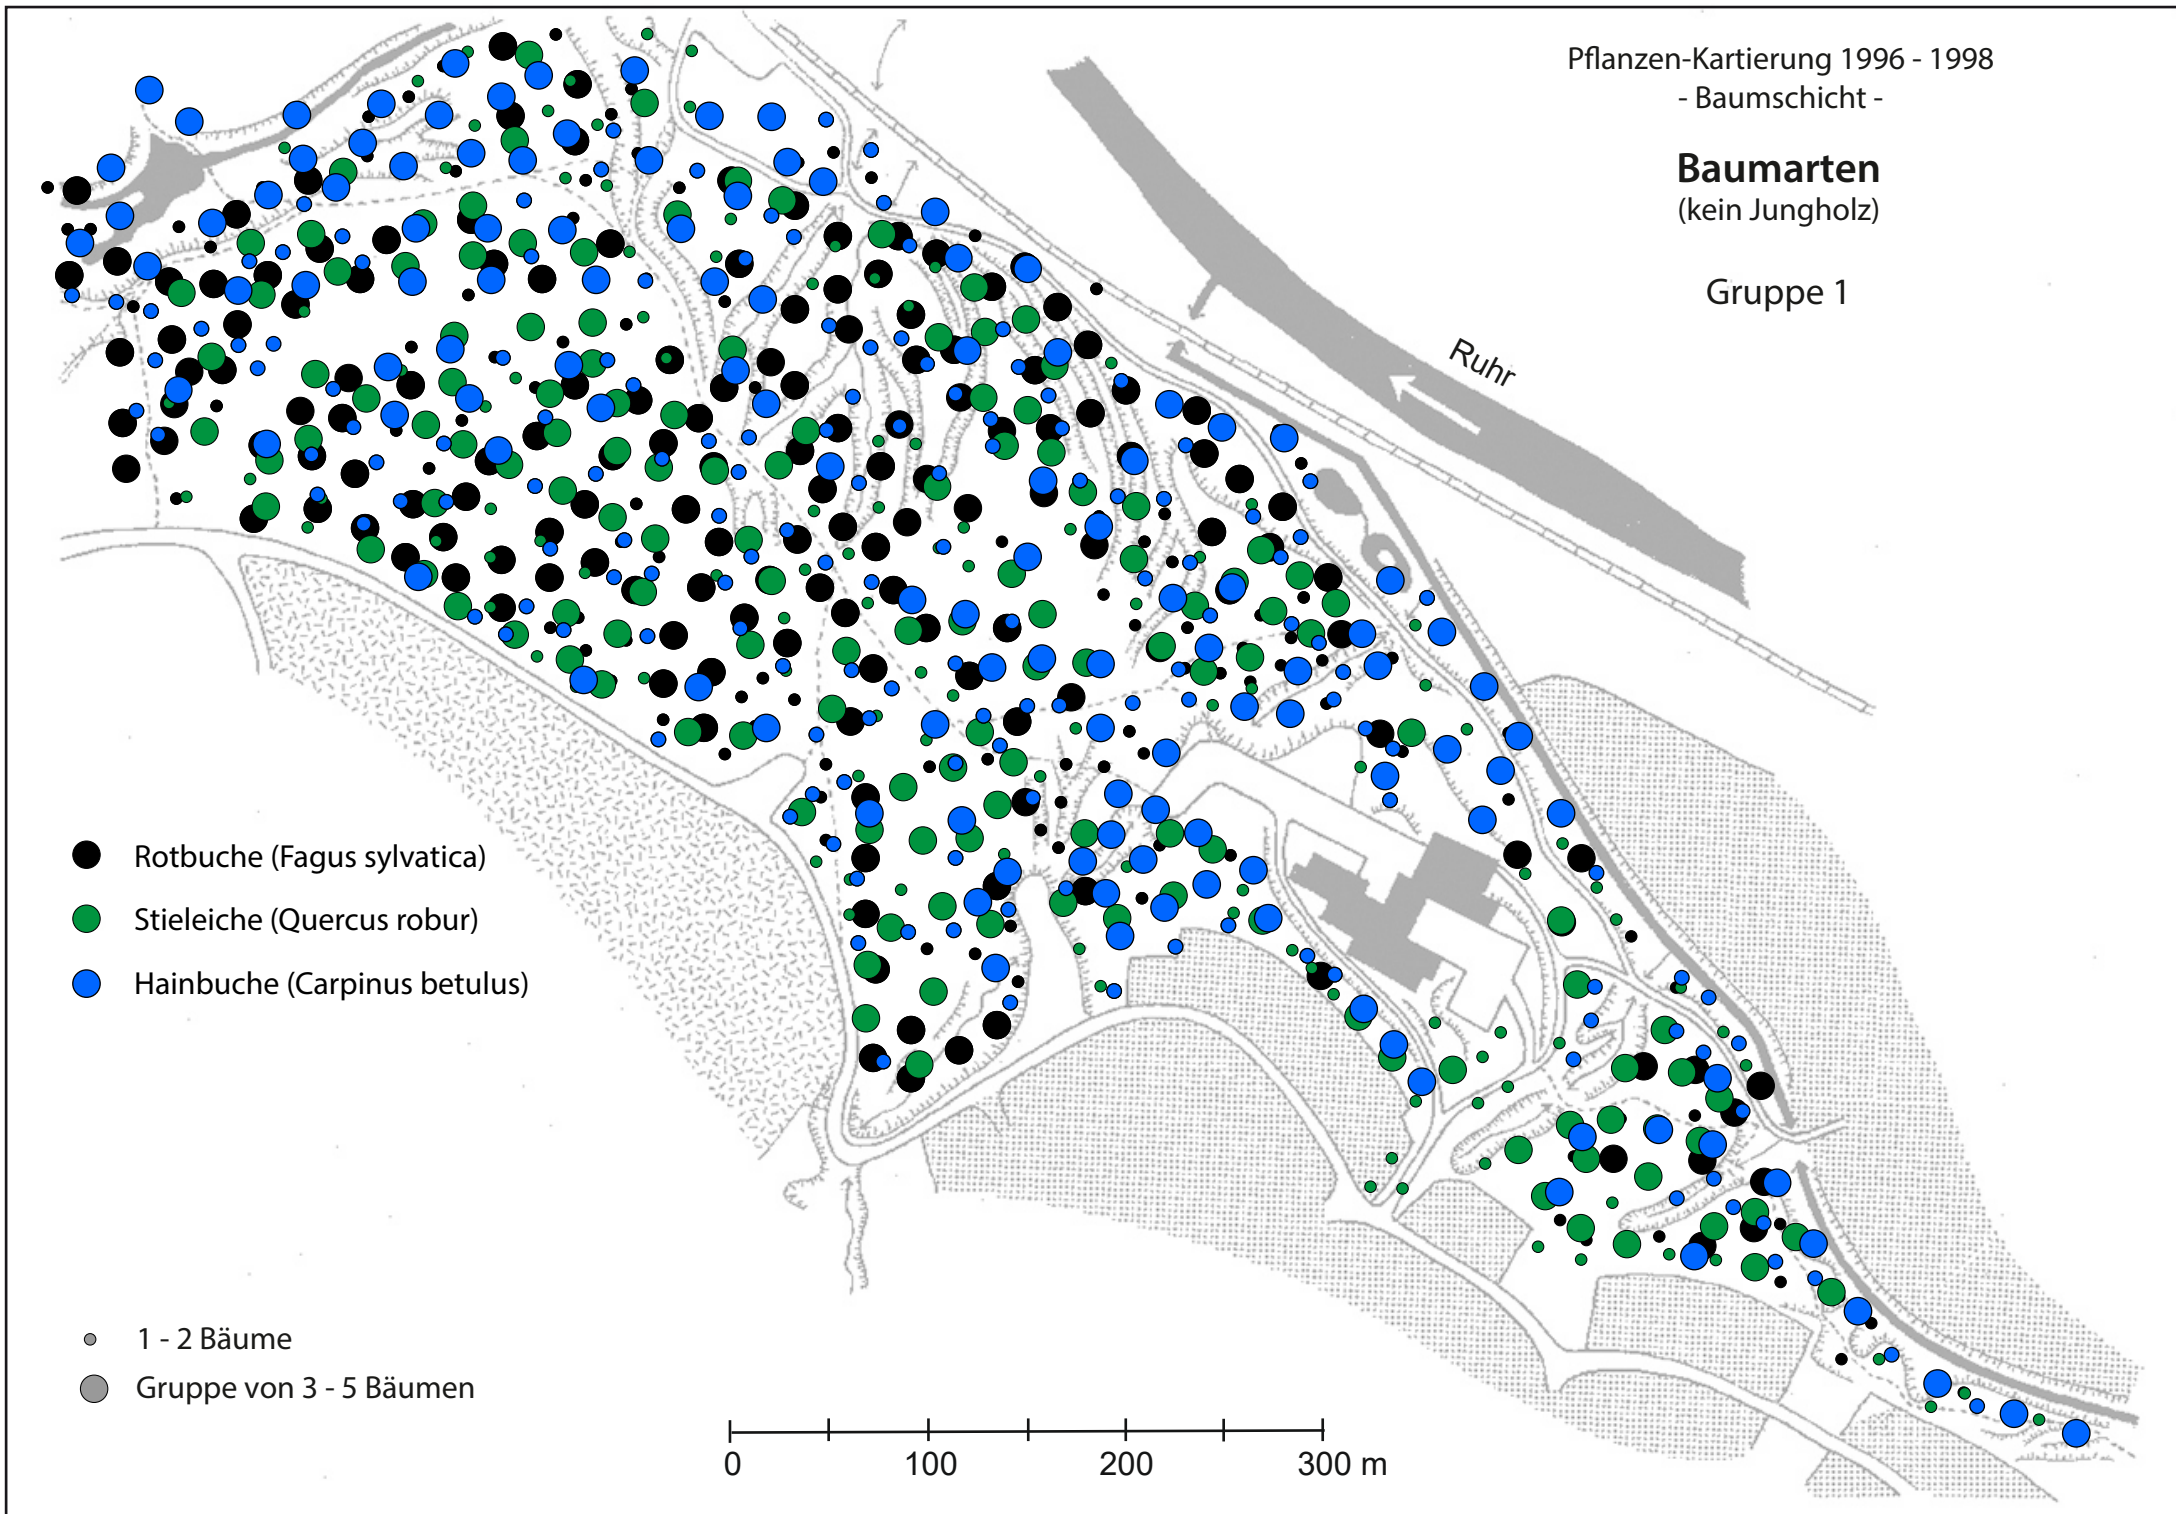 Pflanzen-Kartierung 1996 - 1998
- Baumschicht -
Baumarten
(kein Jungholz)
Gruppe 1
Ruhr
Rotbuche (Fagus sylvatica)
Stieleiche (Quercus robur)
Hainbuche (Carpinus betulus)
1 - 2 Bäume
Gruppe von 3 - 5 Bäumen
0 100 200 300 m